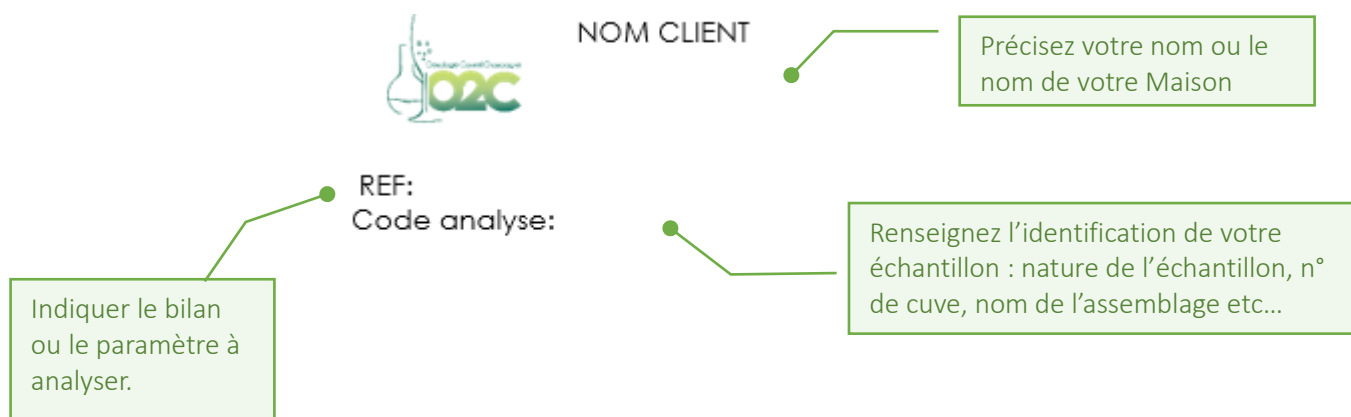 NOM CLIENT
Précisez votre nom ou le
nom de votre Maison
O2C
REF:
Code analyse:
Renseignez l’identification de votre
échantillon : nature de l’échantillon, n°
de cuve, nom de l’assemblage etc…
Indiquer le bilan
ou le paramètre à
analyser.